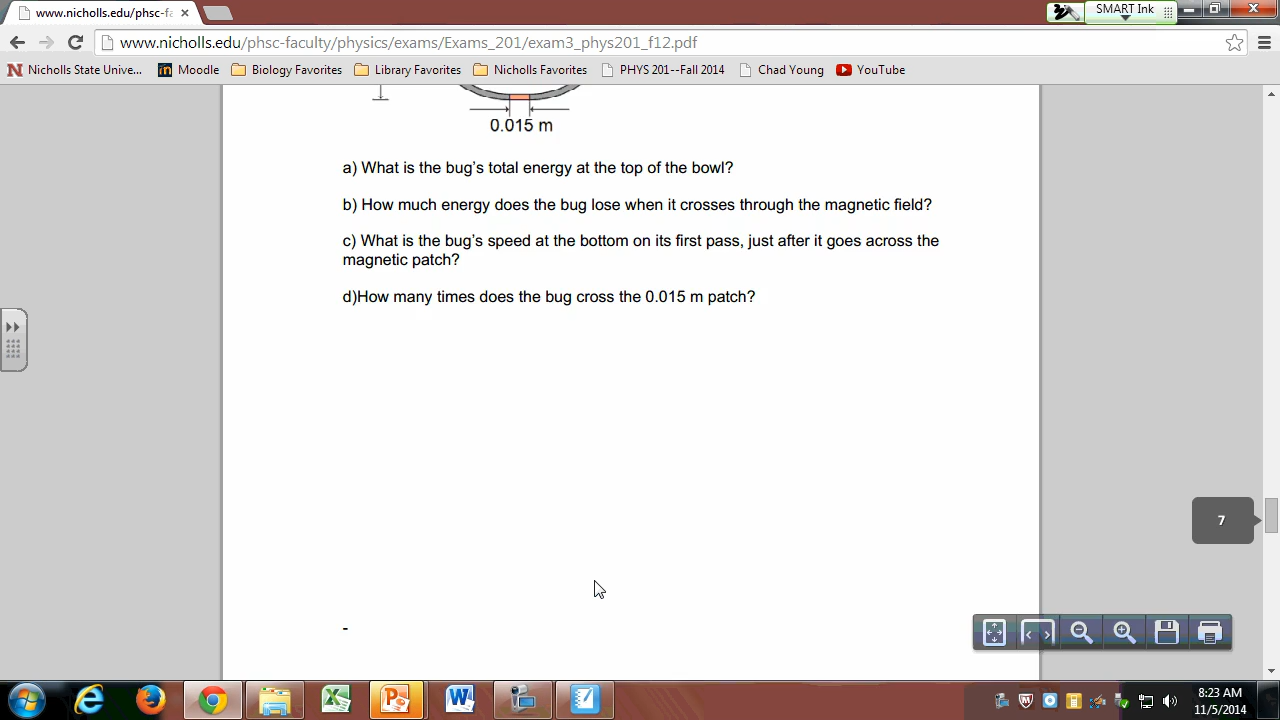 www.nicholls.edu/phsc-fa
SMART Ink
www.nicholls.edu/phsc-faculty/physics/exams/Exams_201/exam3_phys201_f12.pdf
Nicholls State Unive... Moodle Biology Favorites Library Favorites Nicholls Favorites PHYS 201--Fall 2014 Chad Young YouTube
0.015 m
a) What is the bug’s total energy at the top of the bowl?
b) How much energy does the bug lose when it crosses through the magnetic field?
c) What is the bug’s speed at the bottom on its first pass, just after it goes across the
magnetic patch?
d)How many times does the bug cross the 0.015 m patch?
7
-
8:23 AM
11/5/2014